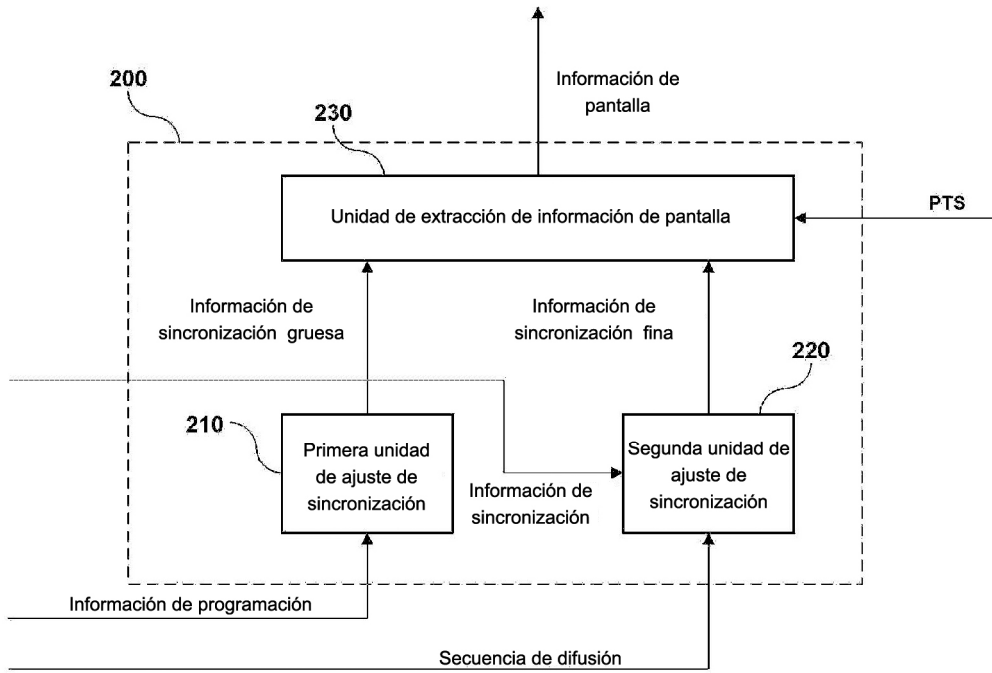 Información de
pantalla
200
230
Unidad de extracción de información de pantalla
PTS
Información de
sincronización gruesa
Información de
sincronización fina
220
210
Primera unidad
de ajuste de
sincronización
Segunda unidad de
ajuste de
sincronización
Información de
sincronización
Información de programación
Secuencia de difusión